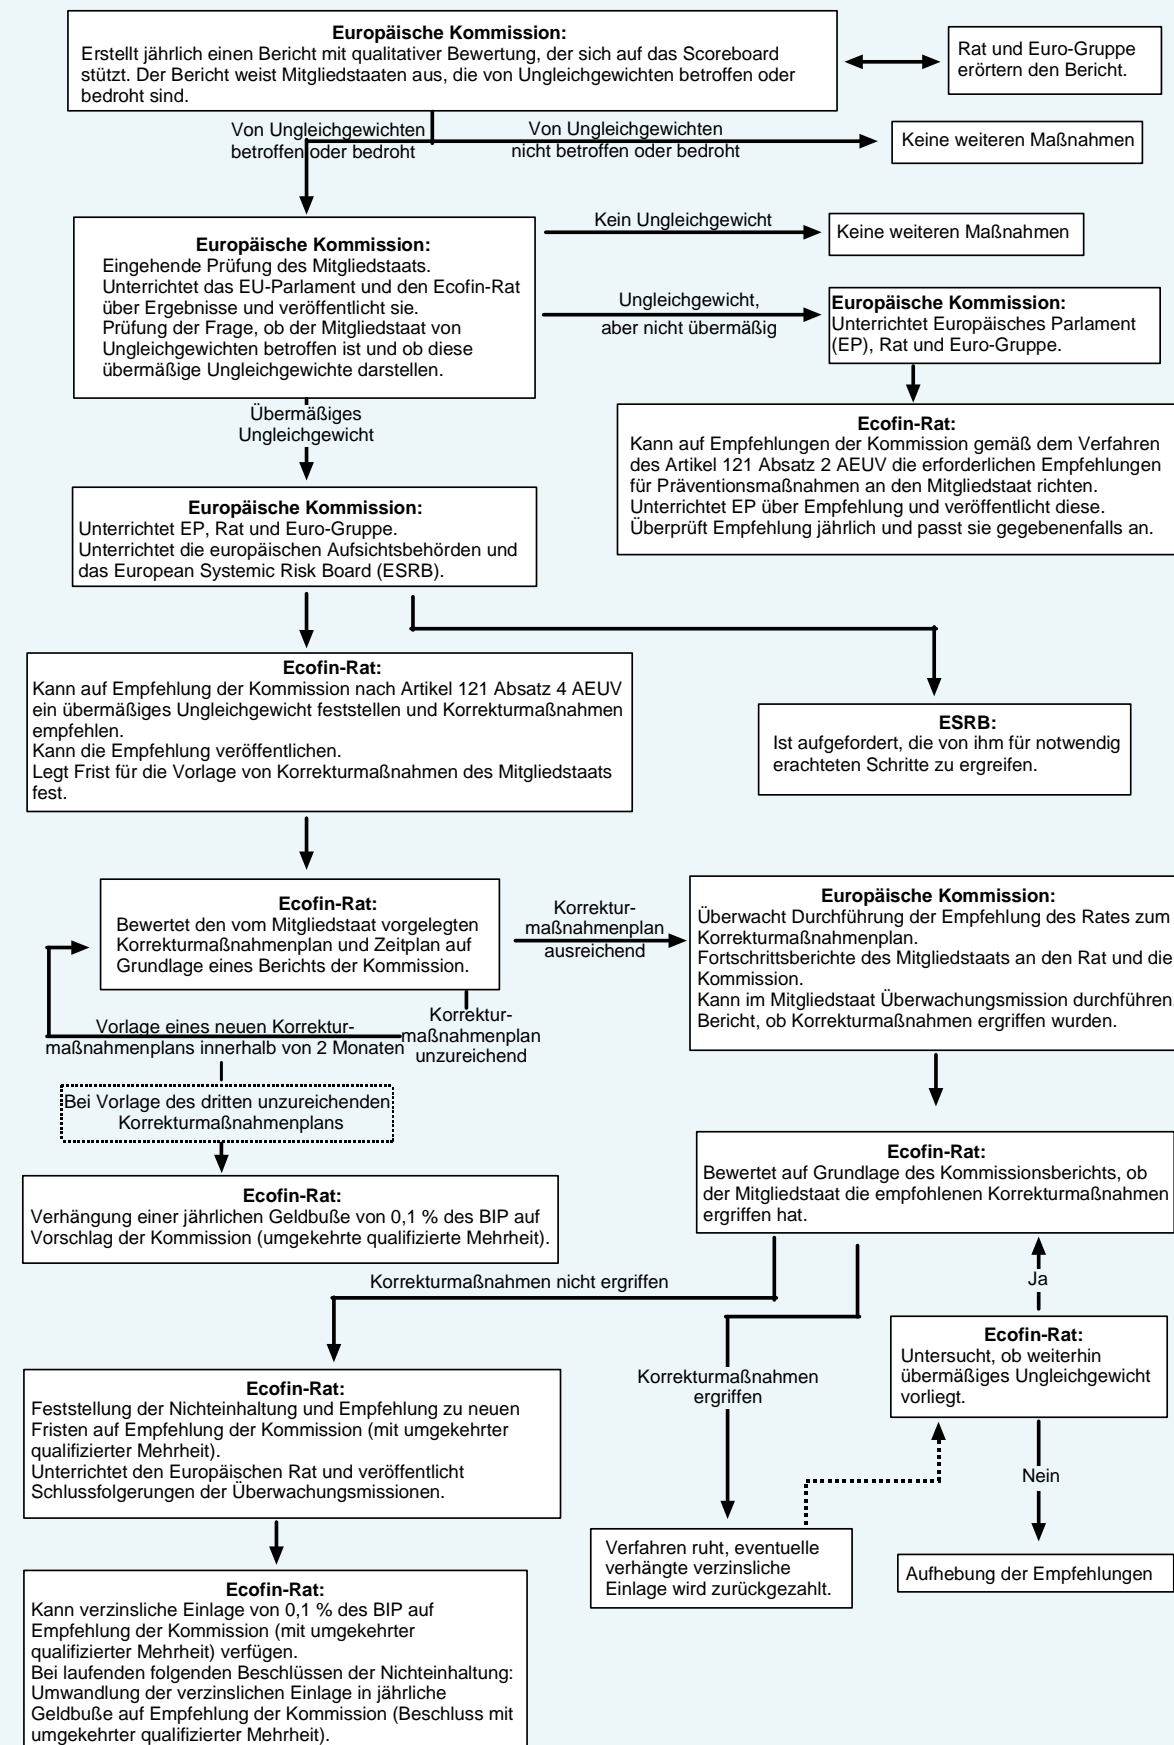 Europäische Kommission:
Erstellt jährlich einen Bericht mit qualitativer Bewertung, der sich auf das Scoreboard
stützt. Der Bericht weist Mitgliedstaaten aus, die von Ungleichgewichten betroffen oder
bedroht sind.
Rat und Euro-Gruppe
erörtern den Bericht.
Von Ungleichgewichten
betroffen oder bedroht
Von Ungleichgewichten
nicht betroffen oder bedroht
Keine weiteren Maßnahmen
Europäische Kommission:
Eingehende Prüfung des Mitgliedstaats.
Unterrichtet das EU-Parlament und den Ecofin-Rat
über Ergebnisse und veröffentlicht sie.
Prüfung der Frage, ob der Mitgliedstaat von
Ungleichgewichten betroffen ist und ob diese
übermäßige Ungleichgewichte darstellen.
Kein Ungleichgewicht
Keine weiteren Maßnahmen
Ungleichgewicht,
aber nicht übermäßig
Europäische Kommission:
Unterrichtet Europäisches Parlament
(EP), Rat und Euro-Gruppe.
Übermäßiges
Ungleichgewicht
Ecofin-Rat:
Kann auf Empfehlungen der Kommission gemäß dem Verfahren
des Artikel 121 Absatz 2 AEUV die erforderlichen Empfehlungen
für Präventionsmaßnahmen an den Mitgliedstaat richten.
Unterrichtet EP über Empfehlung und veröffentlicht diese.
Überprüft Empfehlung jährlich und passt sie gegebenenfalls an.
Europäische Kommission:
Unterrichtet EP, Rat und Euro-Gruppe.
Unterrichtet die europäischen Aufsichtsbehörden und
das European Systemic Risk Board (ESRB).
Ecofin-Rat:
Kann auf Empfehlung der Kommission nach Artikel 121 Absatz 4 AEUV
ein übermäßiges Ungleichgewicht feststellen und Korrekturmaßnahmen
empfehlen.
Kann die Empfehlung veröffentlichen.
Legt Frist für die Vorlage von Korrekturmaßnahmen des Mitgliedstaats
fest.
ESRB:
Ist aufgefordert, die von ihm für notwendig
erachteten Schritte zu ergreifen.
Ecofin-Rat:
Bewertet den vom Mitgliedstaat vorgelegten
Korrekturmaßnahmenplan und Zeitplan auf
Grundlage eines Berichts der Kommission.
Korrektur-
maßnahmenplan
ausreichend
Europäische Kommission:
Überwacht Durchführung der Empfehlung des Rates zum
Korrekturmaßnahmenplan.
Fortschrittsberichte des Mitgliedstaats an den Rat und die
Kommission.
Kann im Mitgliedstaat Überwachungsmission durchführen.
Bericht, ob Korrekturmaßnahmen ergriffen wurden.
Vorlage eines neuen Korrektur-
maßnahmenplans innerhalb von 2 Monaten
Korrektur-
maßnahmenplan
unzureichend
Bei Vorlage des dritten unzureichenden
Korrekturmaßnahmenplans
Ecofin-Rat:
Verhängung einer jährlichen Geldbuße von 0,1 % des BIP auf
Vorschlag der Kommission (umgekehrte qualifizierte Mehrheit).
Ecofin-Rat:
Bewertet auf Grundlage des Kommissionsberichts, ob
der Mitgliedstaat die empfohlenen Korrekturmaßnahmen
ergriffen hat.
Korrekturmaßnahmen nicht ergriffen
Ja
Ecofin-Rat:
Untersucht, ob weiterhin
übermäßiges Ungleichgewicht
vorliegt.
Korrekturmaßnahmen
ergriffen
Ecofin-Rat:
Feststellung der Nichteinhaltung und Empfehlung zu neuen
Fristen auf Empfehlung der Kommission (mit umgekehrter
qualifizierter Mehrheit).
Unterrichtet den Europäischen Rat und veröffentlicht
Schlussfolgerungen der Überwachungsmissionen.
Nein
Verfahren ruht, eventuelle
verhängte verzinsliche
Einlage wird zurückgezahlt.
Aufhebung der Empfehlungen
Ecofin-Rat:
Kann verzinsliche Einlage von 0,1 % des BIP auf
Empfehlung der Kommission (mit umgekehrter
qualifizierter Mehrheit) verfügen.
Bei laufenden folgenden Beschlüssen der Nichteinhaltung:
Umwandlung der verzinslichen Einlage in jährliche
Geldbuße auf Empfehlung der Kommission (Beschluss mit
umgekehrter qualifizierter Mehrheit).